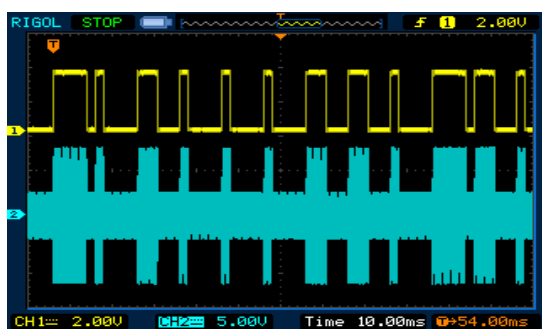 RIGOL STOP T f 1 2.00V
T
1
2
CH1 2.00V CH2 5.00V Time 10.00ms T→54.00ms